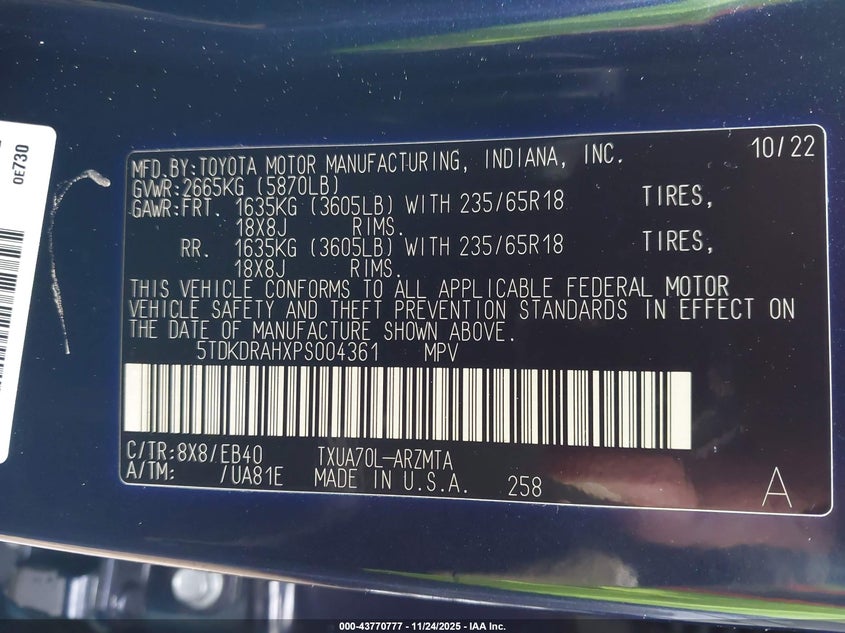 OE730
MFD.BY:TOYOTA MOTOR MANUFACTURING, INDIANA, INC. 10/22
GVWR:2665KG (5870LB)
GAWR:FRT. 1635KG (3605LB) WITH 235/65R18 TIRES,
18X8J RIMS.
RR. 1635KG (3605LB) WITH 235/65R18 TIRES,
18X8J RIMS.
THIS VEHICLE CONFORMS TO ALL APPLICABLE FEDERAL MOTOR
VEHICLE SAFETY AND THEFT PREVENTION STANDARDS IN EFFECT ON
THE DATE OF MANUFACTURE SHOWN ABOVE.
5TDKDRAHXPS004361 MPV
C/TR:8X8/EB40 TXUA70L-ARZMTA
A/TM: /UA81E MADE IN U.S.A. 258 A
000-43770777 - 11/24/2025 - IAA Inc.